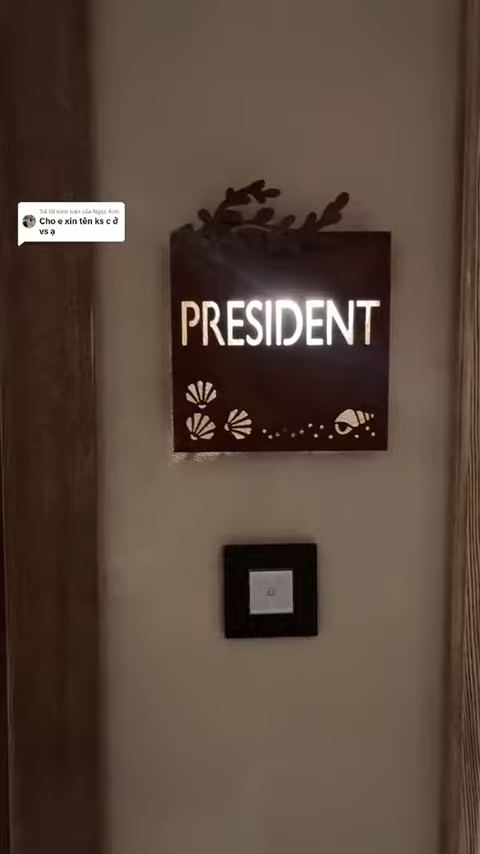 Trả lời bình luận của Ngọc Ánh
Cho e xin tên ks c ở
vs ạ
PRESIDENT